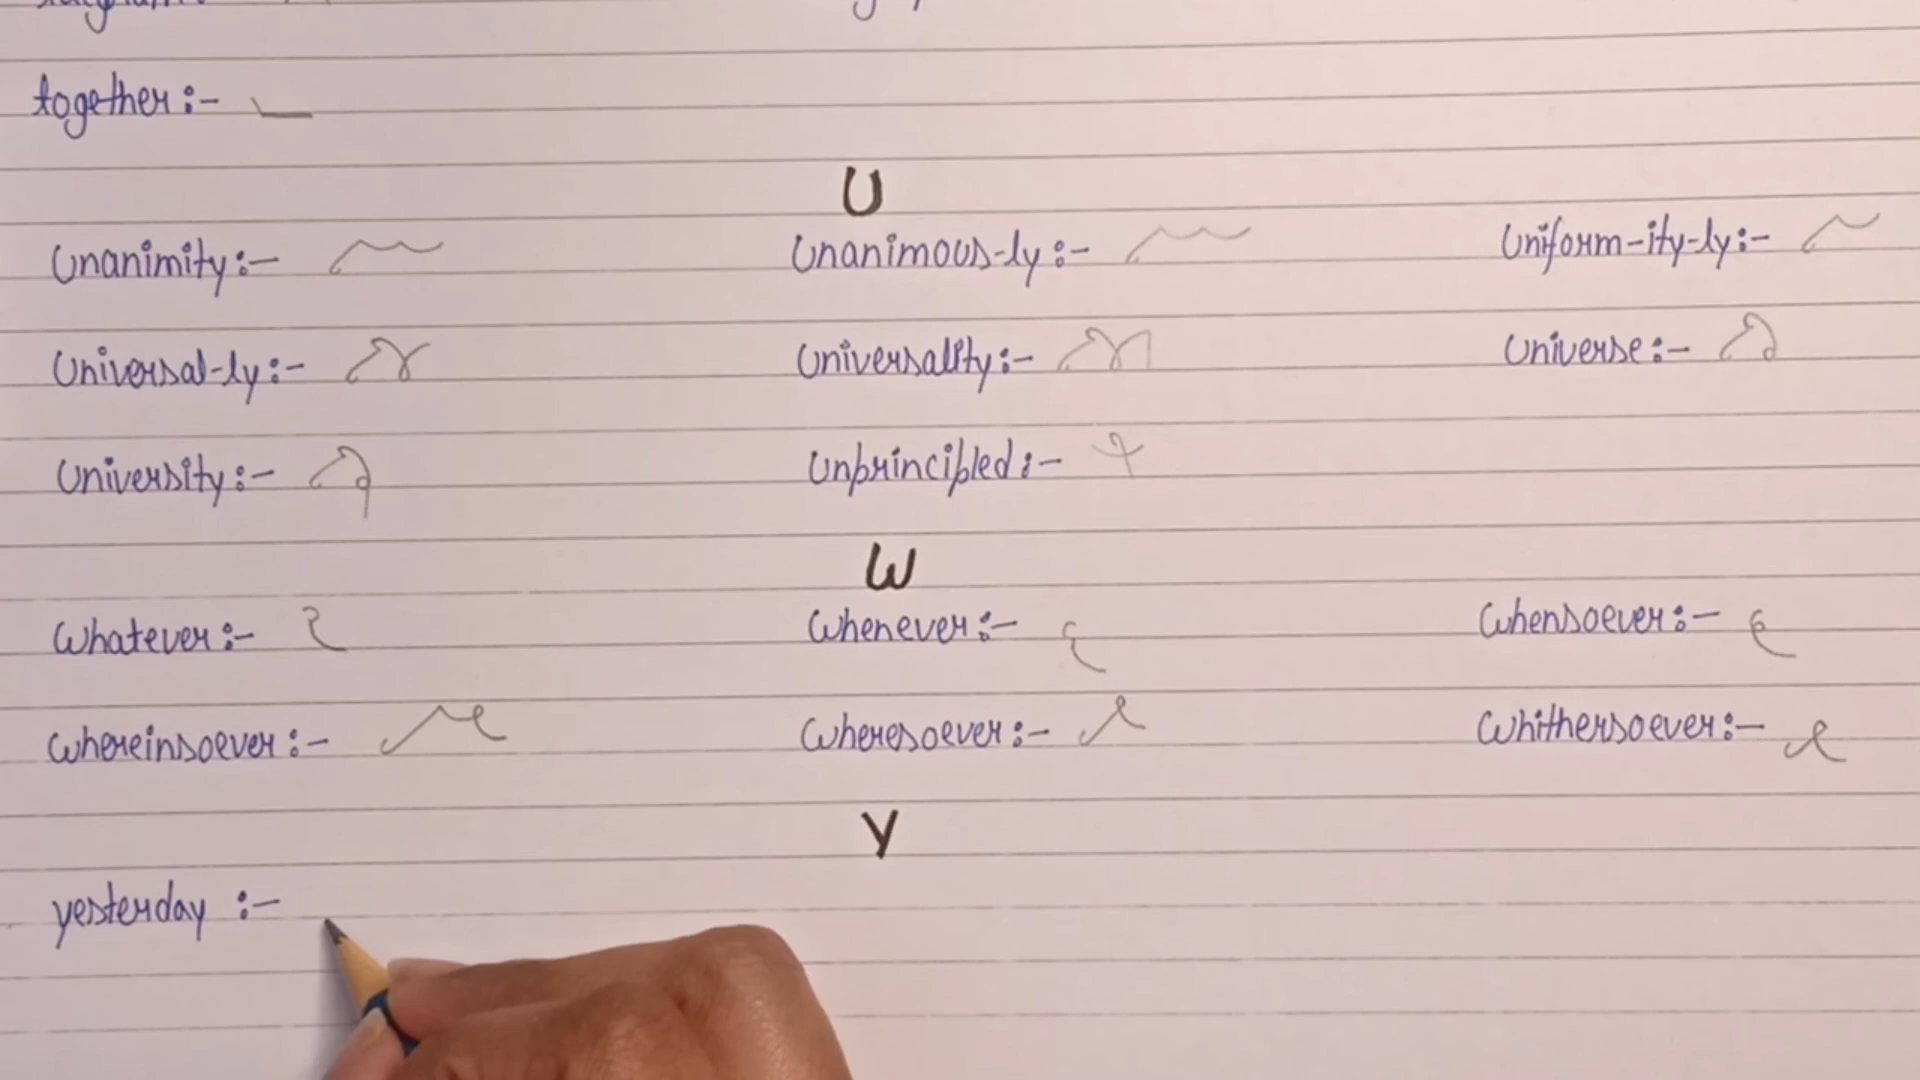 together:-
U
Unanimity:- Unanimous-ly:- Uniform-ity-ly:-
Universal-ly:- Universality:- Universe:-
University:- Unprincipled:-
W
Whatever:- Whenever:- Whensoever:-
Whereinsoever:- Wheresoever:- Whithersoever:-
Y
yesterday :-